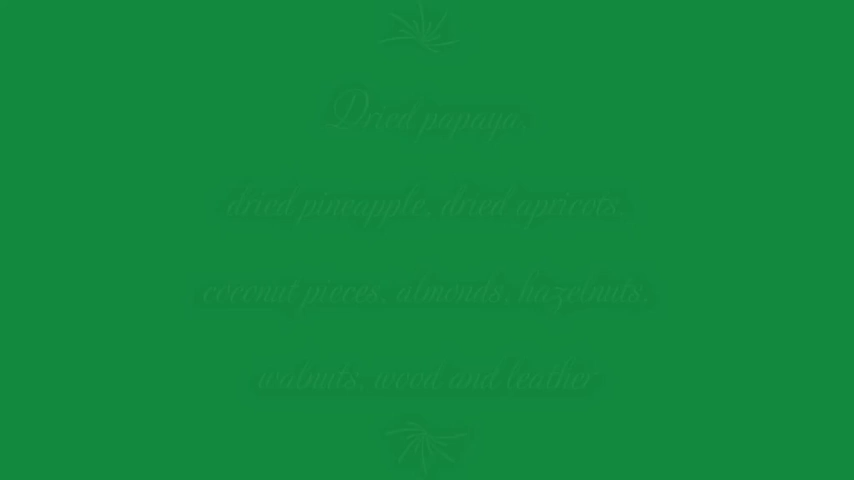 Dried papaya,
dried pineapple, dried apricots,
coconut pieces, almonds, hazelnuts,
walnuts, wood and leather